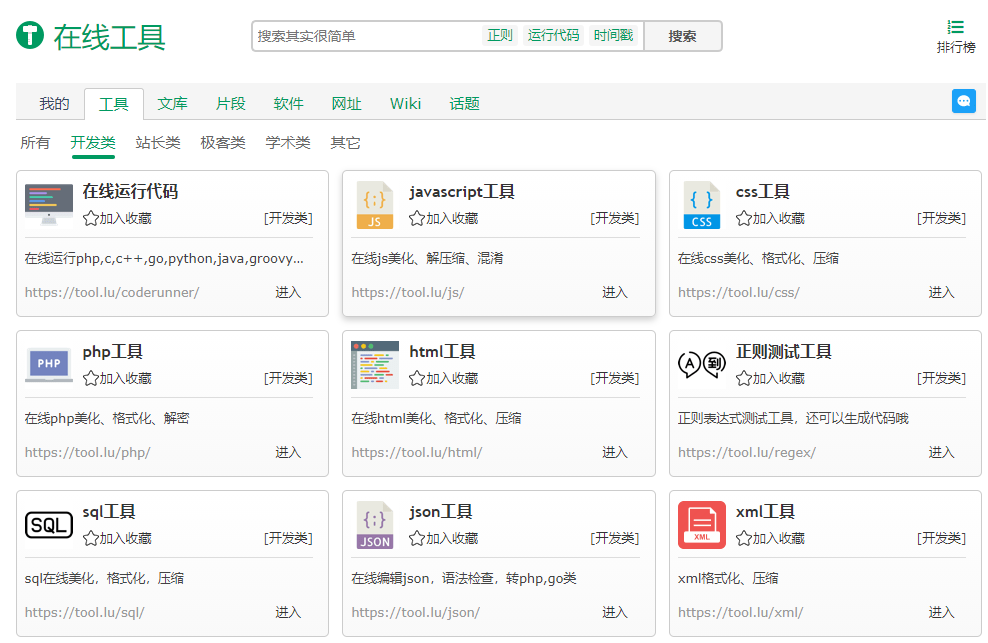 在线工具
搜索其实很简单 正则 运行代码 时间戳 搜索
排行榜
我的 工具 文库 片段 软件 网址 Wiki 话题
所有 开发类 站长类 极客类 学术类 其它
在线运行代码
加入收藏 [开发类]
在线运行php,c,c++,go,python,java,groovy...
https://tool.lu/coderunner/ 进入
JS
javascript工具
加入收藏 [开发类]
在线js美化、解压缩、混淆
https://tool.lu/js/ 进入
CSS
css工具
加入收藏 [开发类]
在线css美化、格式化、压缩
https://tool.lu/css/ 进入
PHP
php工具
加入收藏 [开发类]
在线php美化、格式化、解密
https://tool.lu/php/ 进入
html工具
加入收藏 [开发类]
在线html美化、格式化、压缩
https://tool.lu/html/ 进入
A 到
正则测试工具
加入收藏 [开发类]
正则表达式测试工具，还可以生成代码哦
https://tool.lu/regex/ 进入
SQL
sql工具
加入收藏 [开发类]
sql在线美化，格式化，压缩
https://tool.lu/sql/ 进入
JSON
json工具
加入收藏 [开发类]
在线编辑json，语法检查，转php,go类
https://tool.lu/json/ 进入
XML
xml工具
加入收藏 [开发类]
xml格式化、压缩
https://tool.lu/xml/ 进入